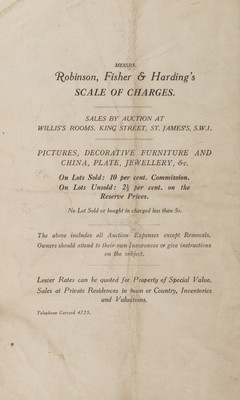 MESSRS.
Robinson, Fisher & Harding's
SCALE OF CHARGES.
SALES BY AUCTION AT
WILLIS'S ROOMS, KING STREET, ST. JAMES'S, S.W.1.
PICTURES, DECORATIVE FURNITURE AND
CHINA, PLATE, JEWELLERY, &c.
On Lots Sold: 10 per cent. Commission.
On Lots Unsold: 2½ per cent. on the
Reserve Prices.
No Lot Sold or bought in charged less than 5s.
The above includes all Auction Expenses except Removals.
Owners should attend to their own Insurances or give instructions
on the subject.
Lower Rates can be quoted for Property of Special Value.
Sales at Private Residences in town or Country, Inventories
and Valuations.
Telephone Gerrard 4725.